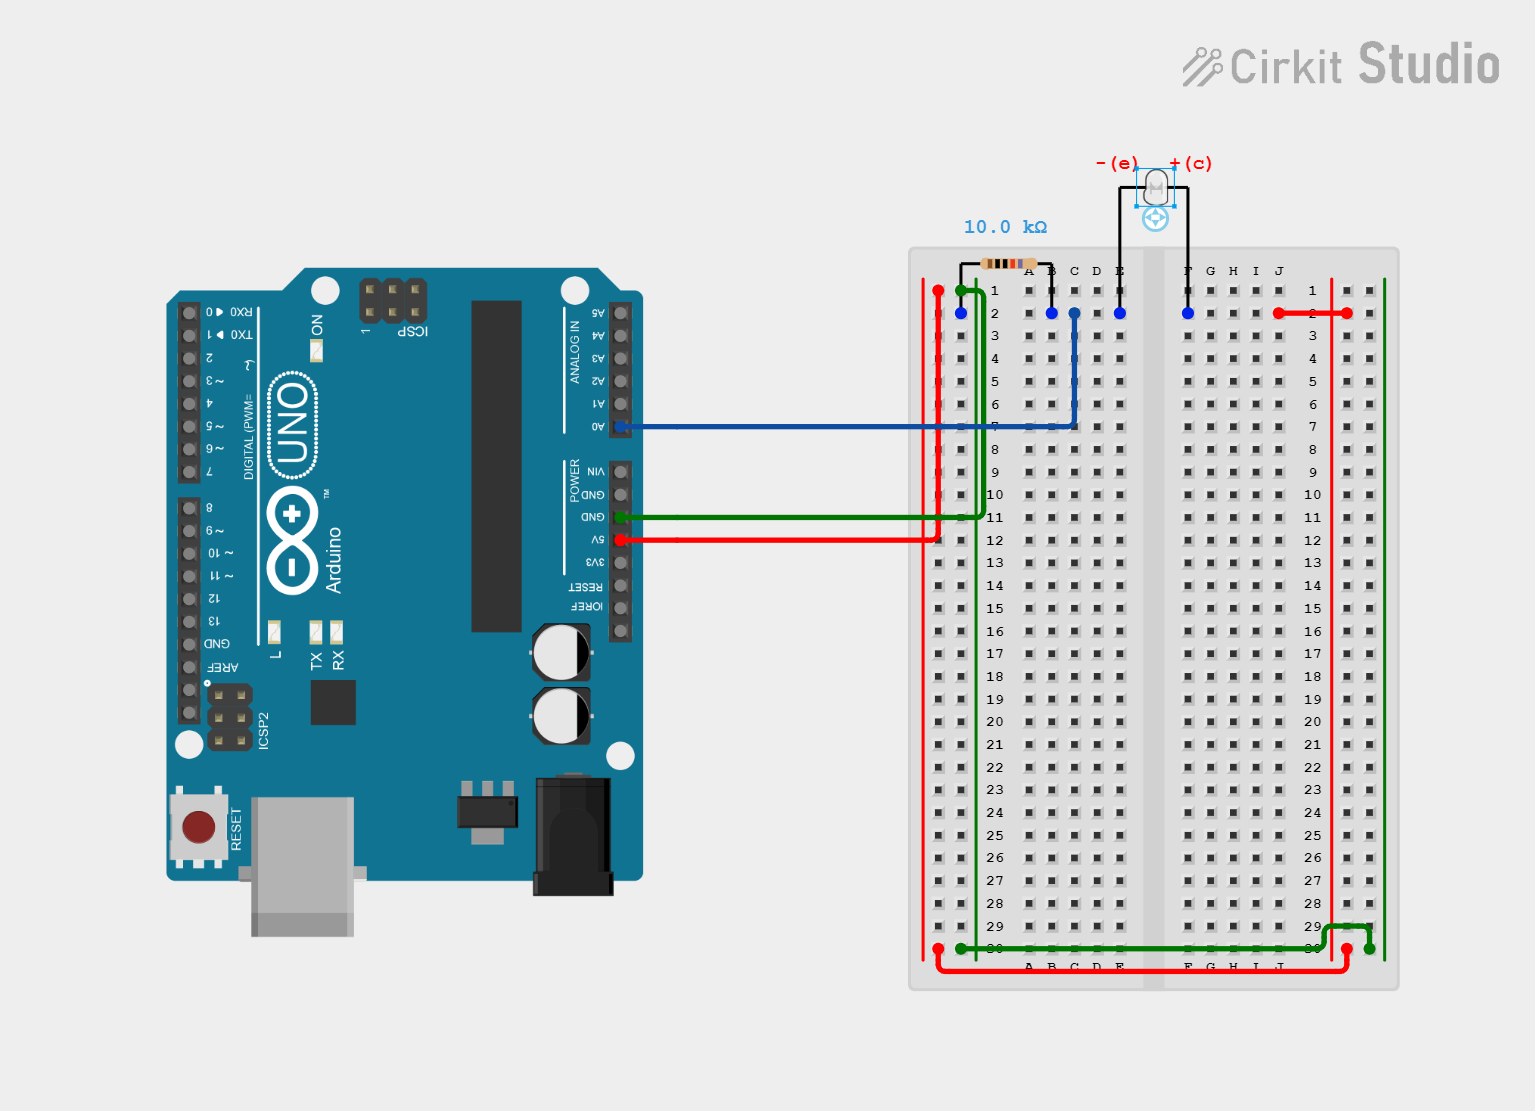 Cirkit Studio
-(e) +(c)
10.0 kΩ
A B C D E F G H I J
1 1
2 2
3 3
4 4
5 5
6 6
7 7
8 8
9 9
10 10
11 11
12 12
13 13
14 14
15 15
16 16
17 17
18 18
19 19
20 20
21 21
22 22
23 23
24 24
25 25
26 26
27 27
28 28
29 29
30 30
A B C D E F G H I J
RX0 ◀ 0
TX0 ▶ 1
2
~ 3
4
~ 5
~ 6
7
8
~ 9
~ 10
~ 11
12
13
GND
AREF
DIGITAL (PWM= ~)
ON
1
ICSP
UNO
™
Arduino
L
TX
RX
ICSP2
RESET
ANALOG IN
A5
A4
A3
A2
A1
A0
POWER
VIN
GND
GND
5V
3V3
RESET
IOREF